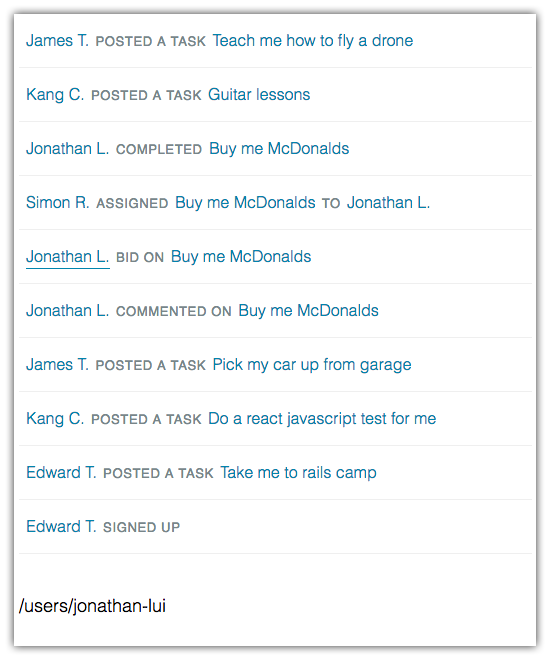 James T. POSTED A TASK Teach me how to fly a drone
Kang C. POSTED A TASK Guitar lessons
Jonathan L. COMPLETED Buy me McDonalds
Simon R. ASSIGNED Buy me McDonalds TO Jonathan L.
Jonathan L. BID ON Buy me McDonalds
Jonathan L. COMMENTED ON Buy me McDonalds
James T. POSTED A TASK Pick my car up from garage
Kang C. POSTED A TASK Do a react javascript test for me
Edward T. POSTED A TASK Take me to rails camp
Edward T. SIGNED UP
/users/jonathan-lui